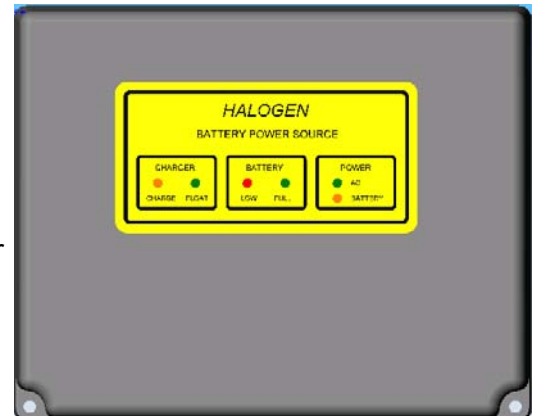 HALOGEN
BATTERY POWER SOURCE
CHARGER
CHARGE FLOAT
BATTERY
LOW FULL
POWER
AC
BATTERY